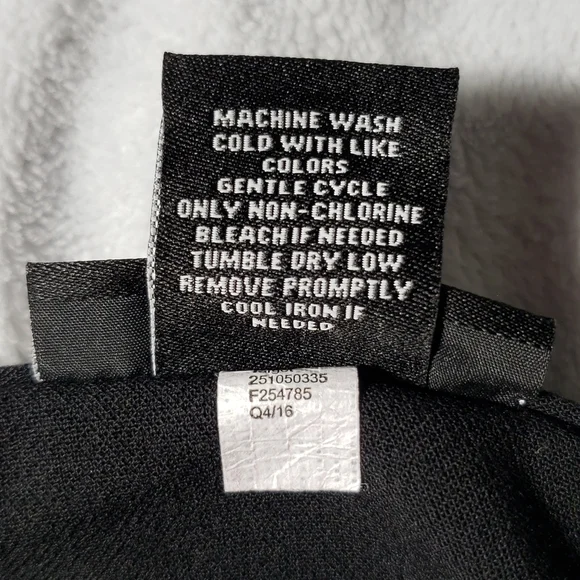 MACHINE WASH
COLD WITH LIKE
COLORS
GENTLE CYCLE
ONLY NON-CHLORINE
BLEACH IF NEEDED
TUMBLE DRY LOW
REMOVE PROMPTLY
COOL IRON IF
NEEDED
251050335
F254785
Q4/16